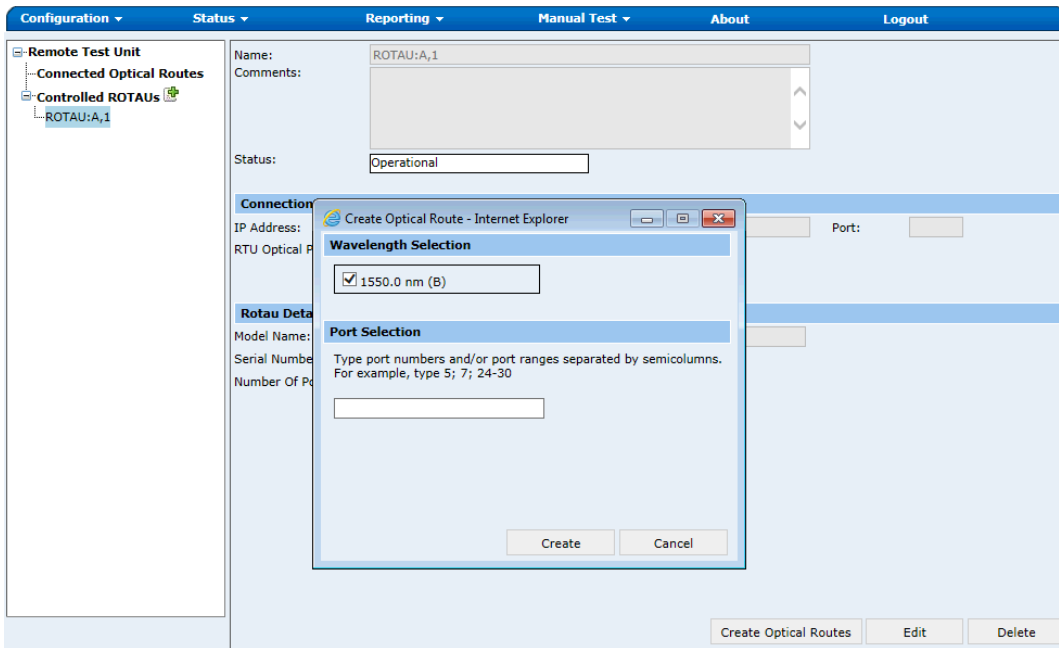 Configuration Status Reporting Manual Test About Logout
Remote Test Unit
Connected Optical Routes
Controlled ROTAUs
ROTAU:A,1
Name: ROTAU:A,1
Comments:
Status: Operational
Connection
IP Address: Port:
RTU Optical P
Rotau Deta
Model Name:
Serial Numbe
Number Of Po
Create Optical Route - Internet Explorer
Wavelength Selection
1550.0 nm (B)
Port Selection
Type port numbers and/or port ranges separated by semicolumns.
For example, type 5; 7; 24-30
Create Cancel
Create Optical Routes Edit Delete